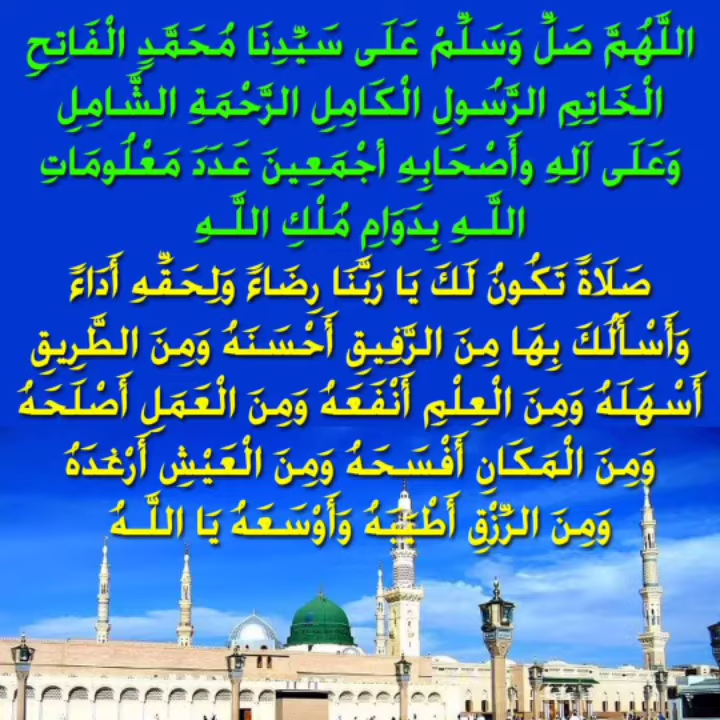 اللَّهُمَّ صَلِّ وَسَلِّمْ عَلَى سَيِّدِنَا مُحَمَّدٍ الْفَاتِحِ
الْخَاتِمِ الرَّسُولِ الْكَامِلِ الرَّحْمَةِ الشَّامِلِ
وَعَلَى آلِهِ وأَصْحَابِهِ أجْمَعِينَ عَدَدَ مَعْلُومَاتِ
اللَّـهِ بِدَوَامِ مُلْكِ اللَّـهِ
صَلَاةً تَكُونُ لَكَ يَا رَبَّنَا رِضَاءً وَلِحَقِّهِ أَدَاءً
وَأَسْأَلُكَ بِهَا مِنَ الرَّفِيقِ أَحْسَنَهُ وَمِنَ الطَّرِيقِ
أَسْهَلَهُ وَمِنَ الْعِلْمِ أَنْفَعَهُ وَمِنَ الْعَمَلِ أَصْلَحَهُ
وَمِنَ الْمَكَانِ أَفْسَحَهُ وَمِنَ الْعَيْشِ أَرْغَدَهُ
وَمِنَ الرِّزْقِ أَطْيَبَهُ وَأَوْسَعَهُ يَا اللَّـهُ